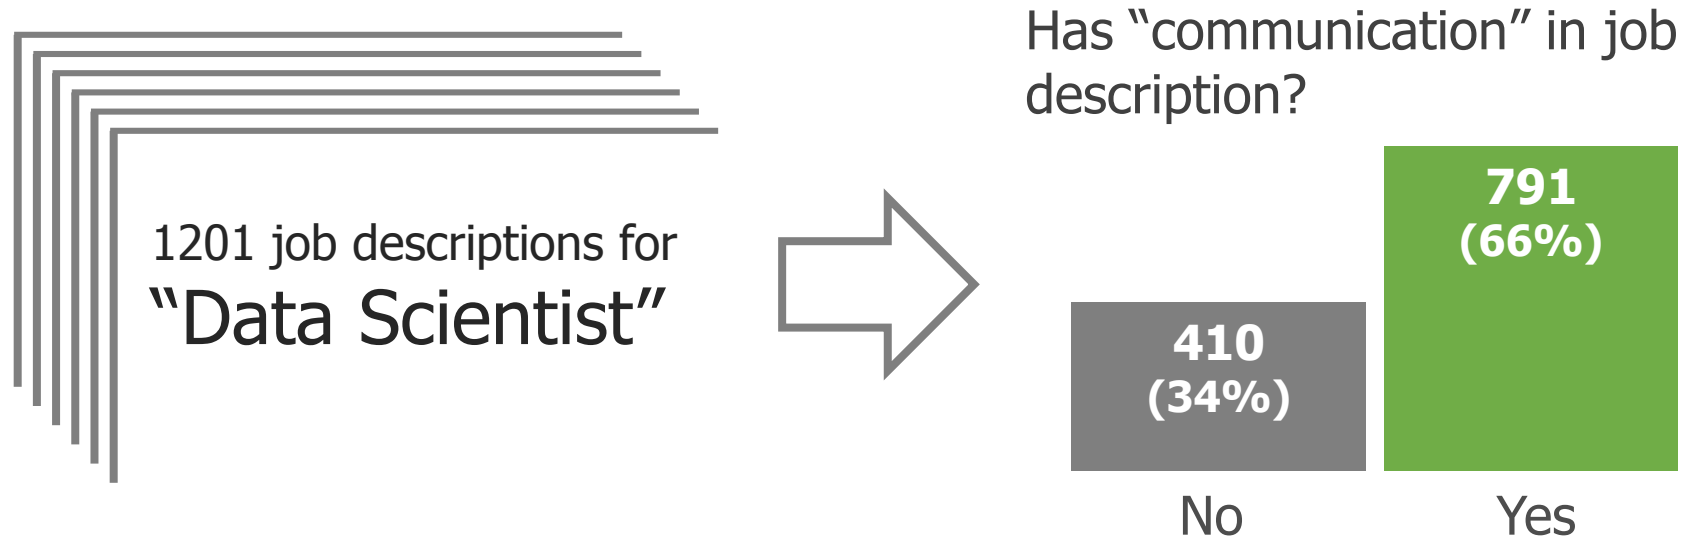 1201 job descriptions for
“Data Scientist”
Has “communication” in job
description?
410
(34%)
791
(66%)
No
Yes